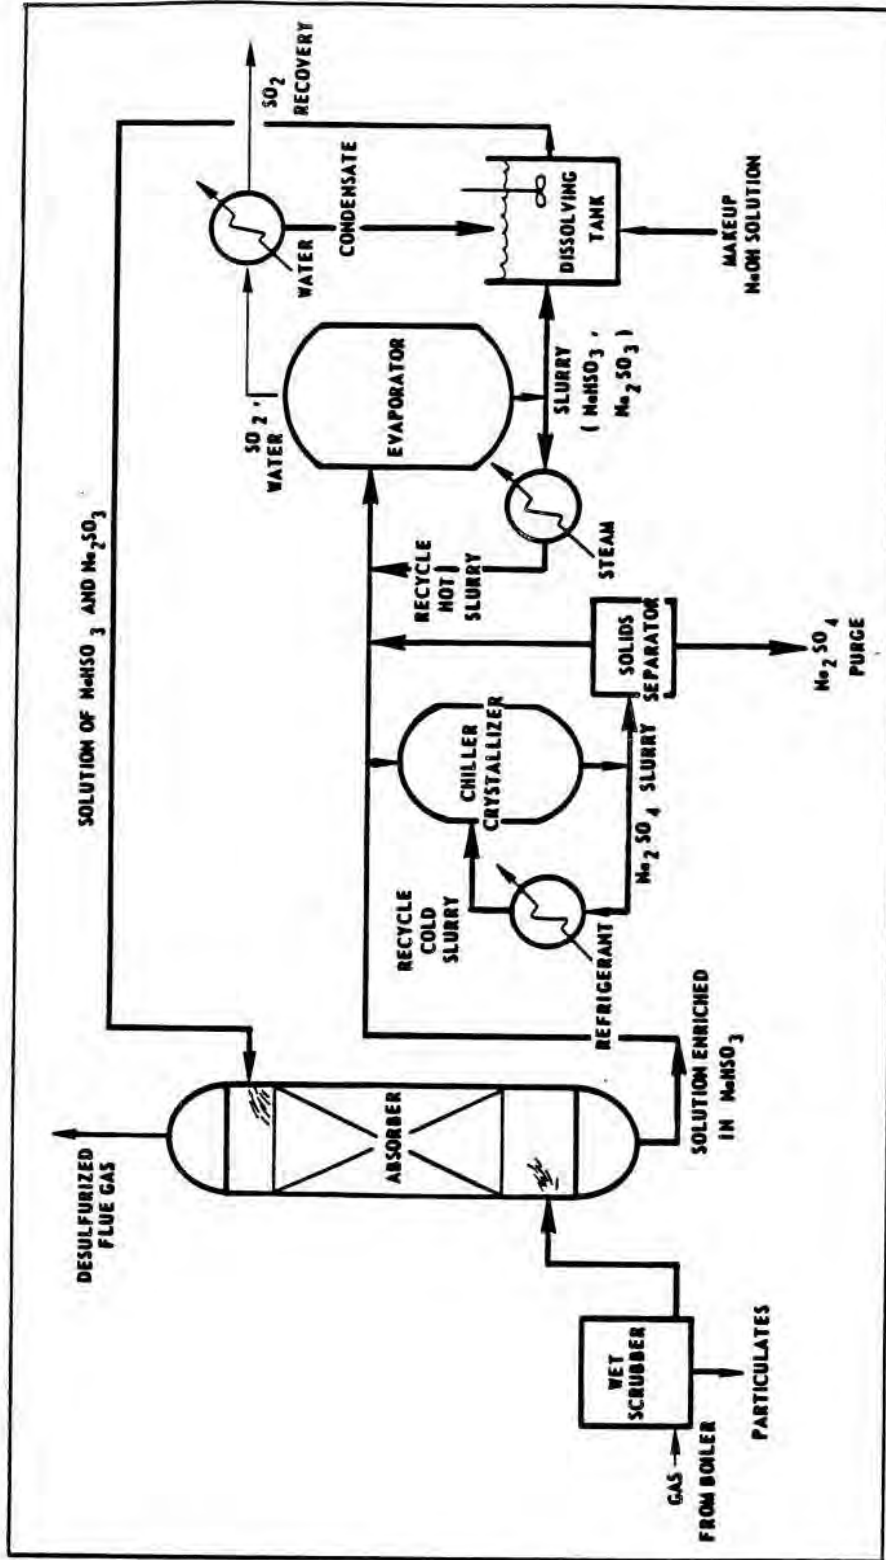 DESULFURIZED
FLUE GAS
SOLUTION OF NaHSO3 AND Na2SO3
SO2
RECOVERY
SO2,
WATER
WATER
CONDENSATE
ABSORBER
EVAPORATOR
DISSOLVING
TANK
RECYCLE
HOT
SLURRY
SLURRY
(NaHSO3,
Na2SO3)
STEAM
MAKEUP
NaOH SOLUTION
RECYCLE
COLD
SLURRY
CHILLER
CRYSTALLIZER
SOLIDS
SEPARATOR
REFRIGERANT
Na2SO4 SLURRY
Na2SO4
PURGE
SOLUTION ENRICHED
IN NaHSO3
WET
SCRUBBER
GAS
FROM BOILER
PARTICULATES